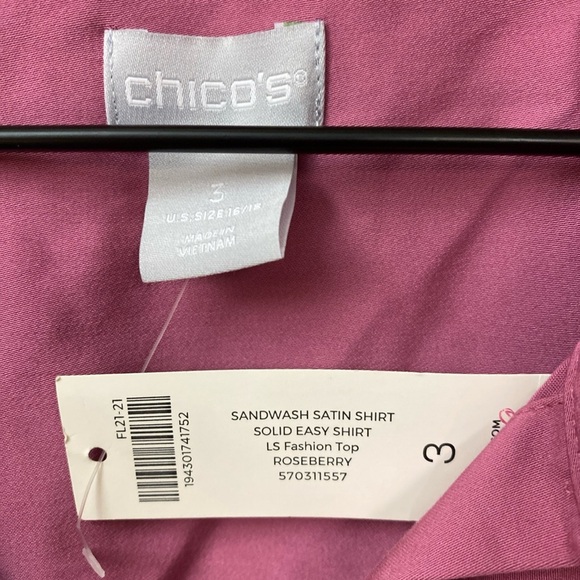 chico's®
3
U.S. SIZE 16/18
MADE IN
VIETNAM
FL21-21
194301741752
SANDWASH SATIN SHIRT
SOLID EASY SHIRT
LS Fashion Top
ROSEBERRY
570311557
3
OM